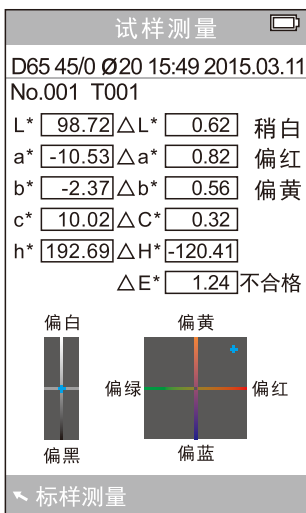 试样测量
D65 45/0 Ø20 15:49 2015.03.11
No.001 T001
L* 98.72 △L* 0.62 稍白
a* -10.53 △a* 0.82 偏红
b* -2.37 △b* 0.56 偏黄
c* 10.02 △C* 0.32
h* 192.69 △H* -120.41
△E* 1.24 不合格
偏白 偏黄
偏绿 偏红
偏黑 偏蓝
标样测量